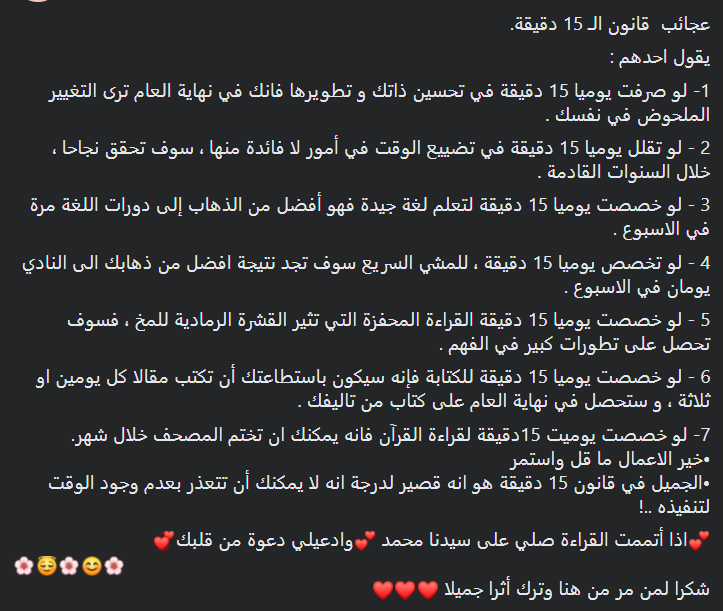 عجائب  قانون الـ 15 دقيقة.
يقول احدهم :
1- لو صرفت يوميا 15 دقيقة في تحسين ذاتك و تطويرها فانك في نهاية العام ترى التغيير
الملحوض في نفسك .
2 - لو تقلل يوميا 15 دقيقة في تضييع الوقت في أمور لا فائدة منها ، سوف تحقق نجاحا ،
خلال السنوات القادمة .
3 - لو خصصت يوميا 15 دقيقة لتعلم لغة جيدة فهو أفضل من الذهاب إلى دورات اللغة مرة
في الاسبوع .
4 - لو تخصص يوميا 15 دقيقة ، للمشي السريع سوف تجد نتيجة افضل من ذهابك الى النادي
يومان في الاسبوع .
5 - لو خصصت يوميا 15 دقيقة القراءة المحفزة التي تثير القشرة الرمادية للمخ ، فسوف
تحصل على تطورات كبير في الفهم .
6 - لو خصصت يوميا 15 دقيقة للكتابة فإنه سيكون باستطاعتك أن تكتب مقالا كل يومين او
ثلاثة ، و ستحصل في نهاية العام على كتاب من تاليفك .
7- لو خصصت يوميت 15دقيقة لقراءة القرآن فانه يمكنك ان تختم المصحف خلال شهر.
•خير الاعمال ما قل واستمر
•الجميل في قانون 15 دقيقة هو انه قصير لدرجة انه لا يمكنك أن تتعذر بعدم وجود الوقت
لتنفيذه ..!
💕اذا أتممت القراءة صلي على سيدنا محمد 💕وادعيلي دعوة من قلبك💕
🌸😊🌸😇🌸
شكرا لمن مر من هنا وترك أثرا جميلا ❤️❤️❤️